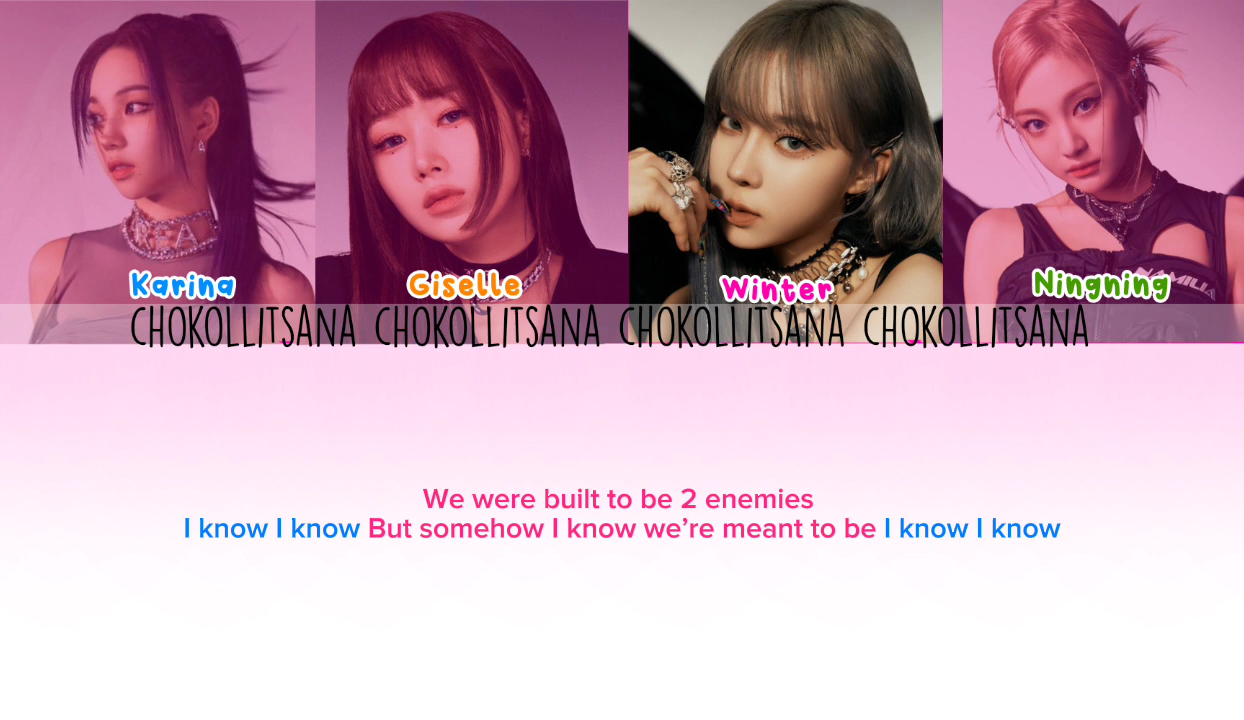 Karina Giselle Winter Ningning
NAMILIA
CHOKOLLITSANA CHOKOLLITSANA CHOKOLLITSANA CHOKOLLITSANA
We were built to be 2 enemies
I know I know But somehow I know we’re meant to be I know I know